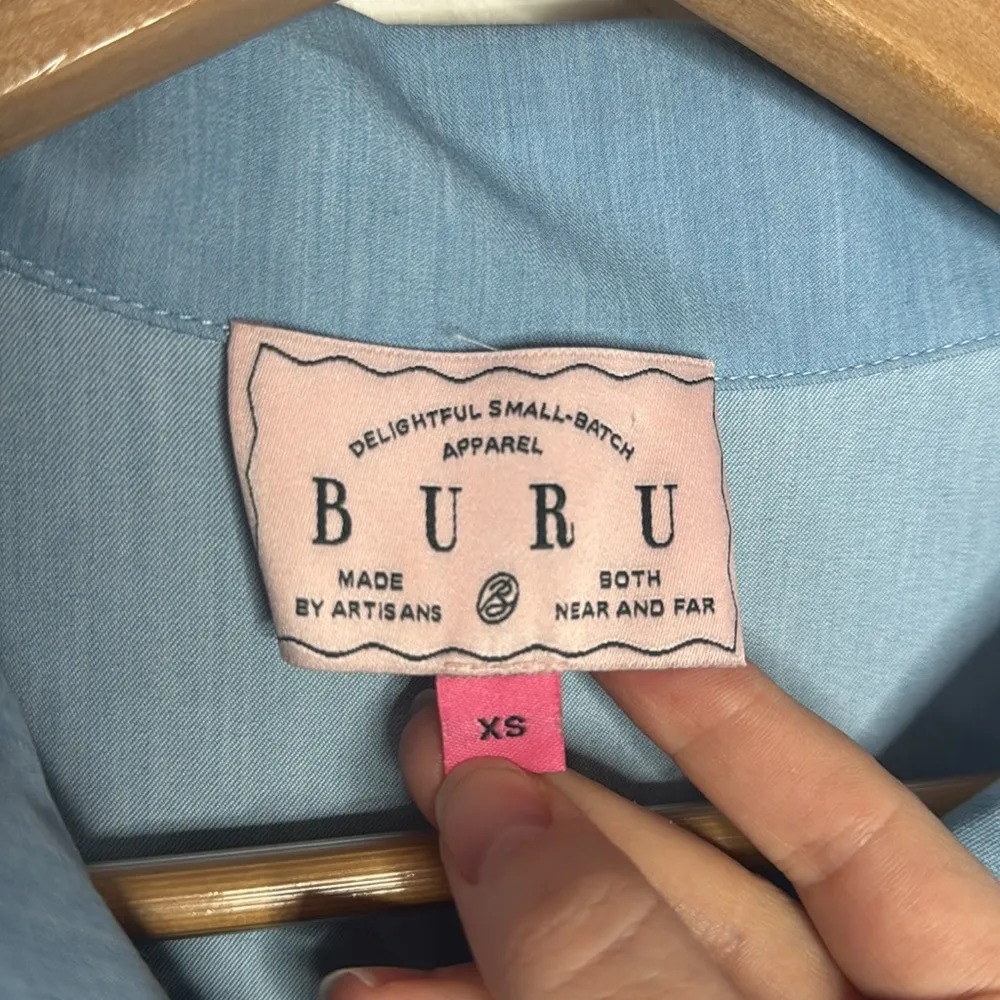 DELIGHTFUL SMALL-BATCH
APPAREL
BURU
MADE
BY ARTISANS
BOTH
NEAR AND FAR
XS